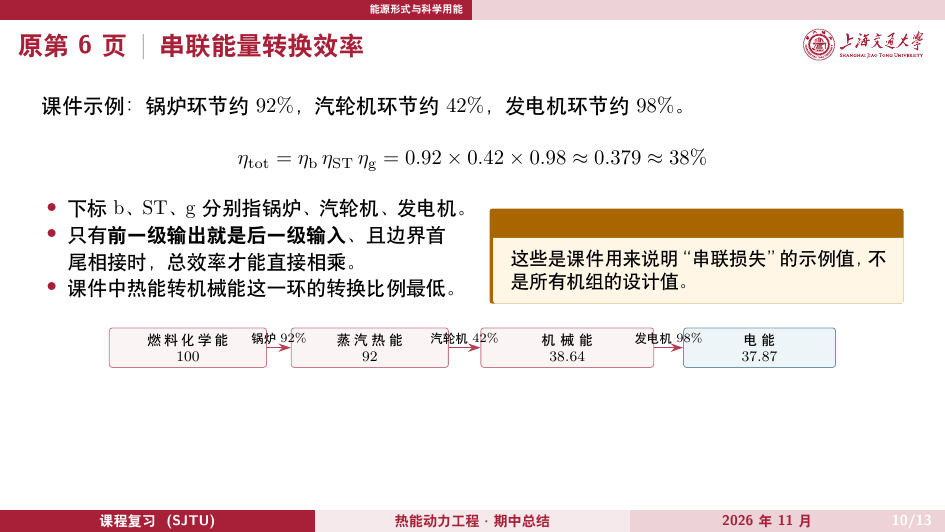 能源形式与科学用能
原第 6 页 | 串联能量转换效率
上海交通大学
SHANGHAI JIAO TONG UNIVERSITY
课件示例：锅炉环节约 92%，汽轮机环节约 42%，发电机环节约 98%。
η_tot = η_b η_ST η_g = 0.92 × 0.42 × 0.98 ≈ 0.379 ≈ 38%
• 下标 b、ST、g 分别指锅炉、汽轮机、发电机。
• 只有前一级输出就是后一级输入、且边界首
尾相接时，总效率才能直接相乘。
• 课件中热能转机械能这一环的转换比例最低。
这些是课件用来说明“串联损失”的示例值，不
是所有机组的设计值。
燃料化学能
100
锅炉 92%
蒸汽热能
92
汽轮机 42%
机械能
38.64
发电机 98%
电能
37.87
课程复习 (SJTU)
热能动力工程 · 期中总结
2026 年 11 月
10/13